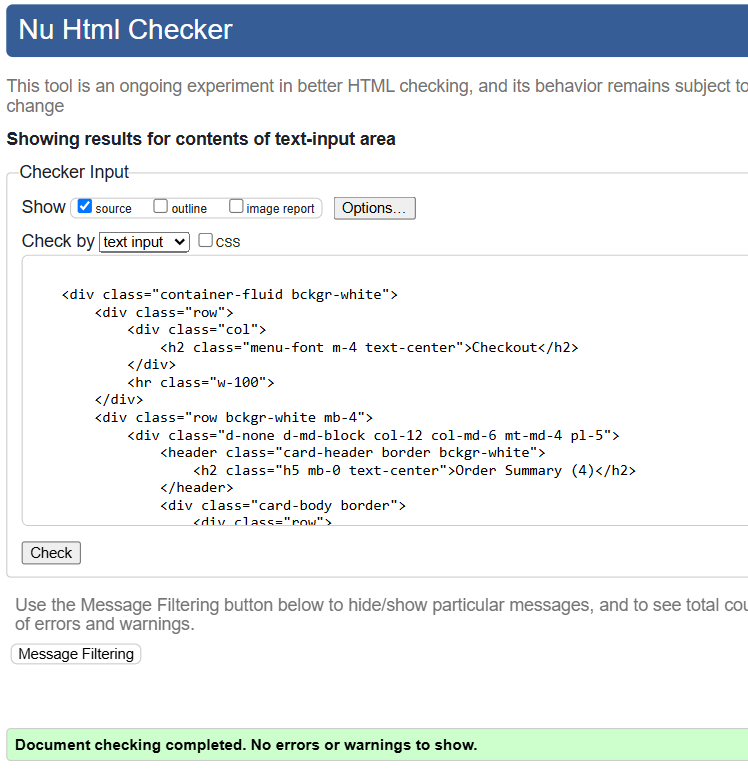 Nu Html Checker
This tool is an ongoing experiment in better HTML checking, and its behavior remains subject to
change
Showing results for contents of text-input area
Checker Input
Show source outline image report Options…
Check by text input CSS
<div class="container-fluid bckgr-white">
<div class="row">
<div class="col">
<h2 class="menu-font m-4 text-center">Checkout</h2>
</div>
<hr class="w-100">
</div>
<div class="row bckgr-white mb-4">
<div class="d-none d-md-block col-12 col-md-6 mt-md-4 pl-5">
<header class="card-header border bckgr-white">
<h2 class="h5 mb-0 text-center">Order Summary (4)</h2>
</header>
<div class="card-body border">
<div class="row">
Check
Use the Message Filtering button below to hide/show particular messages, and to see total
of errors and warnings.
Message Filtering
Document checking completed. No errors or warnings to show.